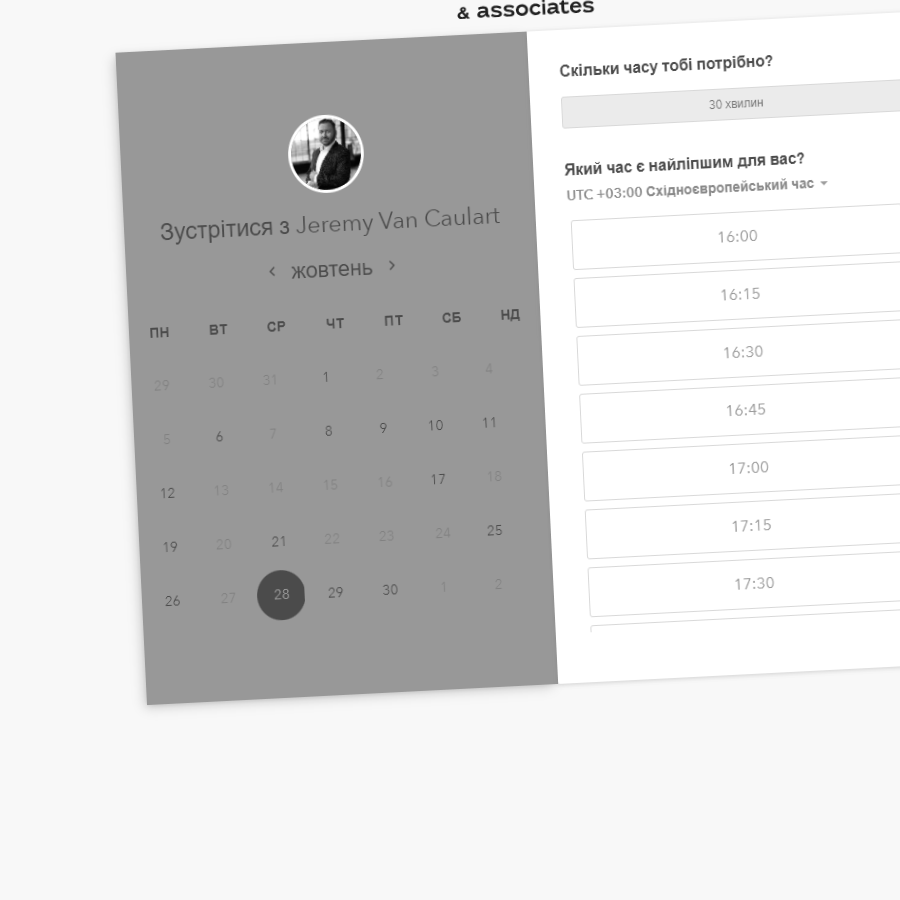 & associates
Зустрітися з Jeremy Van Caulart
жовтень
ПН ВТ СР ЧТ ПТ СБ НД
29 30 31 1 2 3 4
5 6 7 8 9 10 11
12 13 14 15 16 17 18
19 20 21 22 23 24 25
26 27 28 29 30 1 2
Скільки часу тобі потрібно?
30 хвилин
Який час є найліпшим для вас?
UTC +03:00 Східноєвропейський час
16:00
16:15
16:30
16:45
17:00
17:15
17:30